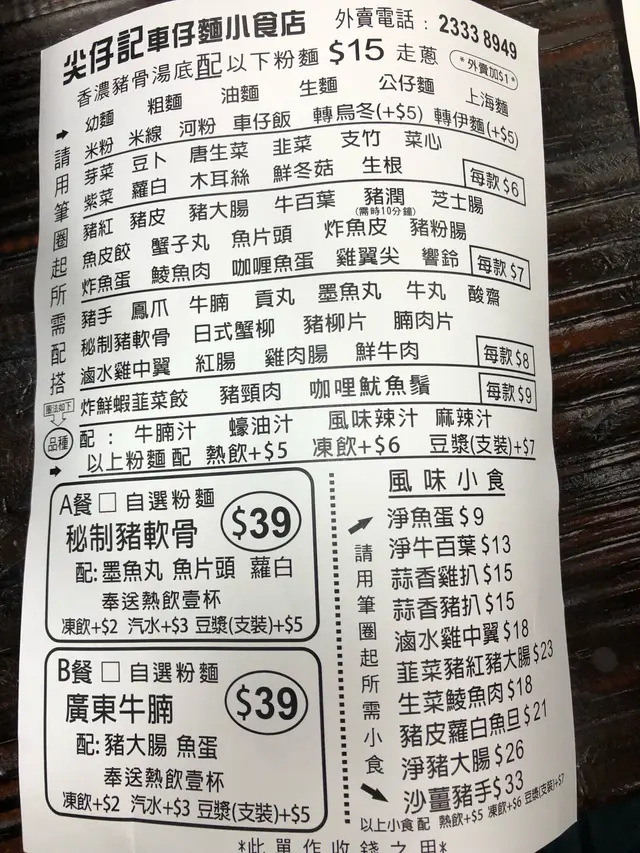 尖仔記車仔麵小食店 外賣電話：2333 8949
香濃豬骨湯底配以下粉麵 $15 走蔥 *外賣加$1*
幼麵 粗麵 油麵 生麵 公仔麵 上海麵
米粉 米線 河粉 車仔飯 轉烏冬(+$5) 轉伊麵(+$5)
芽菜 豆卜 唐生菜 韮菜 支竹 菜心
紫菜 蘿白 木耳絲 鮮冬菇 生根 每款$6
豬紅 豬皮 豬大腸 牛百葉 豬潤 芝士腸
(需時10分鐘)
魚皮餃 蟹子丸 魚片頭 炸魚皮 豬粉腸
炸魚蛋 鯪魚肉 咖喱魚蛋 雞翼尖 響鈴 每款$7
豬手 鳳爪 牛腩 貢丸 墨魚丸 牛丸 酸齋
秘制豬軟骨 日式蟹柳 豬柳片 腩肉片
滷水雞中翼 紅腸 雞肉腸 鮮牛肉 每款$8
炸鮮蝦韮菜餃 豬頸肉 咖哩魷魚鬚 每款$9
請用筆圈起所需配搭
圈法如下
品種
配： 牛腩汁 蠔油汁 風味辣汁 麻辣汁
以上粉麵配 熱飲+$5 凍飲+$6 豆漿(支裝)+$7
A餐 □ 自選粉麵
秘制豬軟骨 $39
配:墨魚丸 魚片頭 蘿白
奉送熱飲壹杯
凍飲+$2 汽水+$3 豆漿(支裝)+$5
B餐 □ 自選粉麵
廣東牛腩 $39
配:豬大腸 魚蛋
奉送熱飲壹杯
凍飲+$2 汽水+$3 豆漿(支裝)+$5
風味小食
請用筆圈起所需小食
淨魚蛋$9
淨牛百葉$13
蒜香雞扒$15
蒜香豬扒$15
滷水雞中翼$18
韮菜豬紅豬大腸$23
生菜鯪魚肉$18
豬皮蘿白魚旦$21
淨豬大腸$26
沙薑豬手$33
以上小食配 熱飲+$5 凍飲+$6 豆漿(支裝)+$7
*此單作收錢之用*